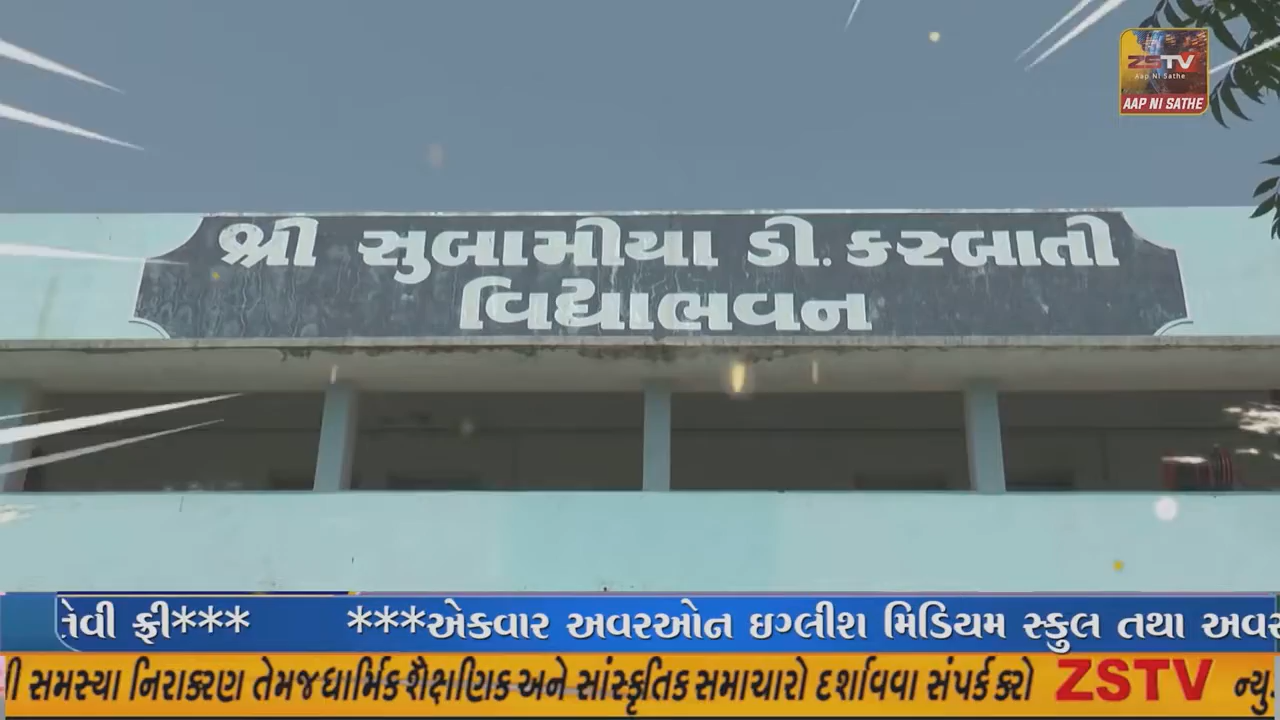 ZSTV
Aap Ni Sathe
AAP NI SATHE
શ્રી સુબામીયા ડી. કરબાતી
વિદ્યાભવન
ફ્રી*** ***એકવાર અવરઓન ઇગ્લીશ મિડિયમ સ્કુલ તથા
સમસ્યા નિરાકરણ તેમજ ધાર્મિક શૈક્ષણિક અને સાંસ્કૃતિક સમાચારો દર્શાવવા સંપર્ક કરો ZSTV